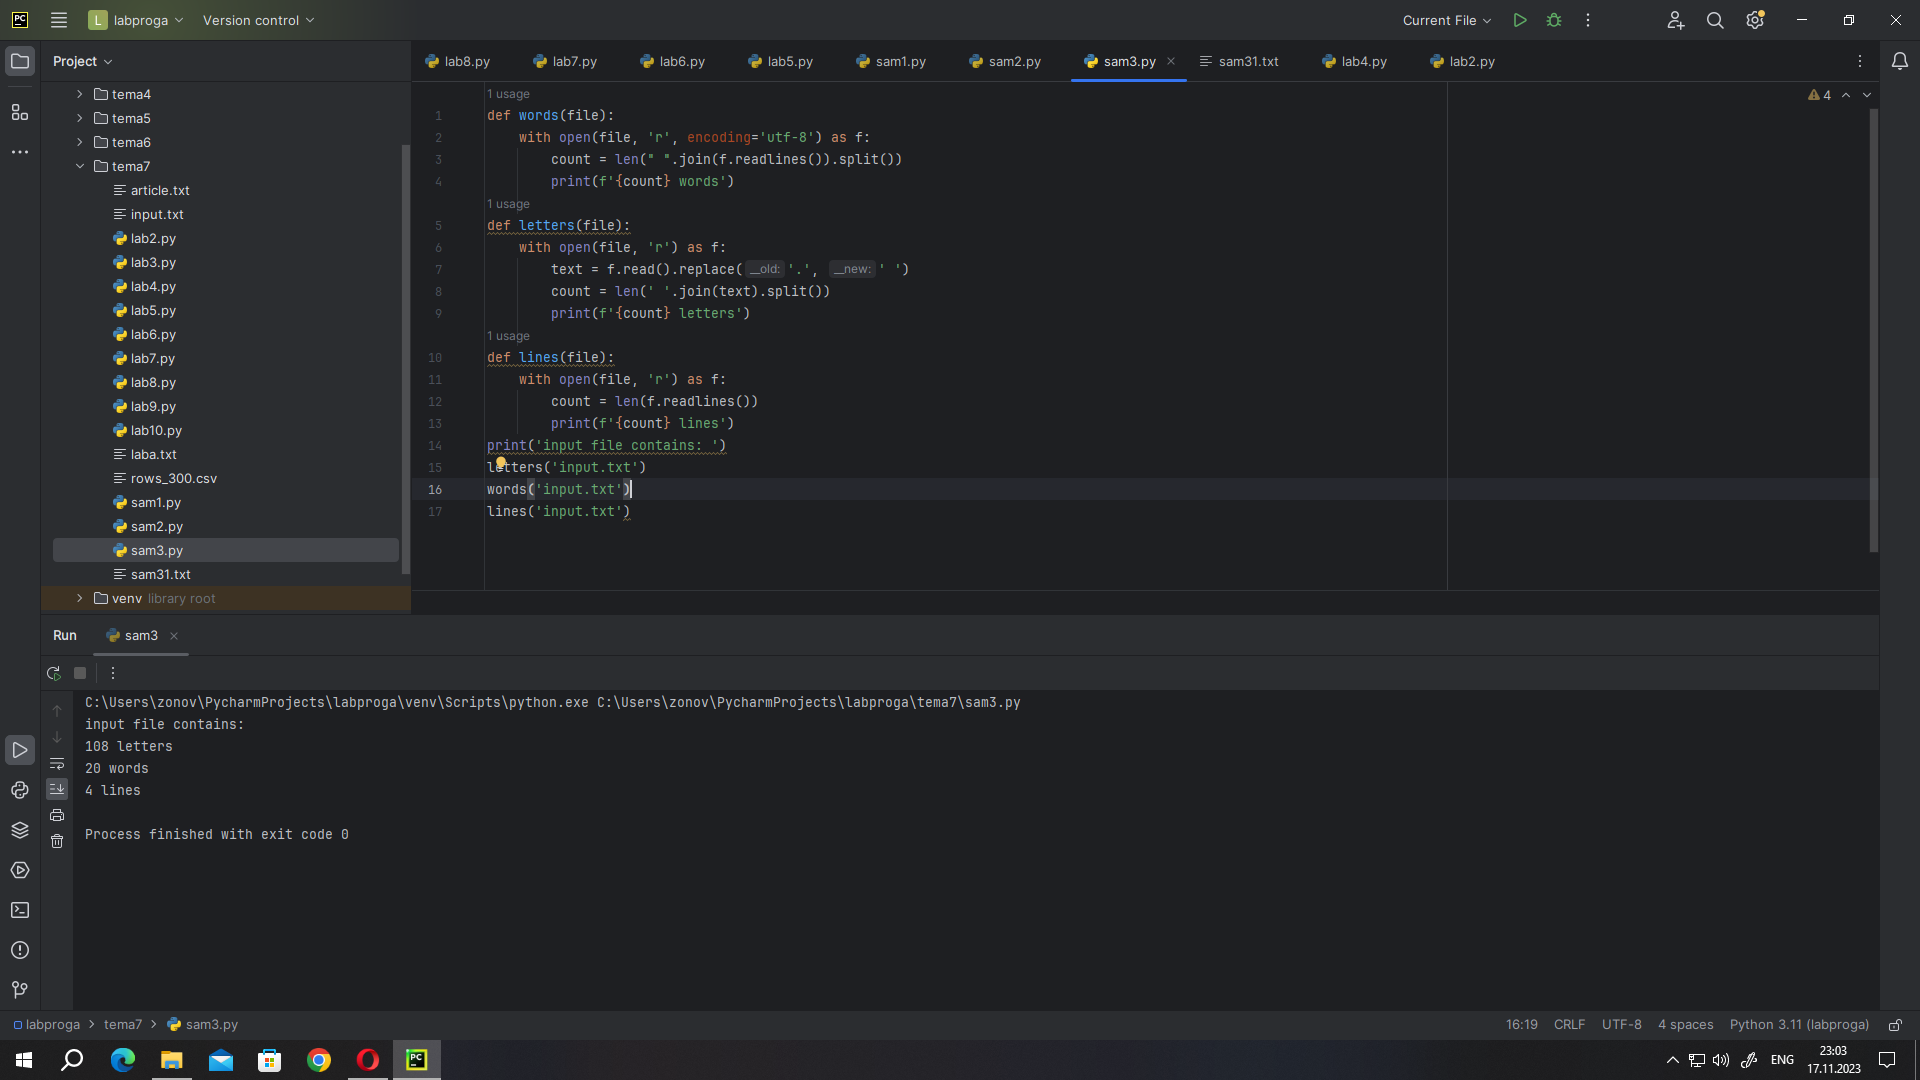 PC L labproga Version control Current File
Project
lab8.py lab7.py lab6.py lab5.py sam1.py sam2.py sam3.py sam31.txt lab4.py lab2.py
tema4
tema5
tema6
tema7
article.txt
input.txt
lab2.py
lab3.py
lab4.py
lab5.py
lab6.py
lab7.py
lab8.py
lab9.py
lab10.py
laba.txt
rows_300.csv
sam1.py
sam2.py
sam3.py
sam31.txt
venv library root
4
1 usage
1 def words(file):
2 with open(file, 'r', encoding='utf-8') as f:
3 count = len(" ".join(f.readlines()).split())
4 print(f'{count} words')
1 usage
5 def letters(file):
6 with open(file, 'r') as f:
7 text = f.read().replace( __old: '.', __new: ' ')
8 count = len(' '.join(text).split())
9 print(f'{count} letters')
1 usage
10 def lines(file):
11 with open(file, 'r') as f:
12 count = len(f.readlines())
13 print(f'{count} lines')
14 print('input file contains: ')
15 letters('input.txt')
16 words('input.txt')
17 lines('input.txt')
Run sam3
C:\Users\zonov\PycharmProjects\labproga\venv\Scripts\python.exe C:\Users\zonov\PycharmProjects\labproga\tema7\sam3.py
input file contains:
108 letters
20 words
4 lines
Process finished with exit code 0
labproga tema7 sam3.py 16:19 CRLF UTF-8 4 spaces Python 3.11 (labproga)
PC ENG 23:03
17.11.2023